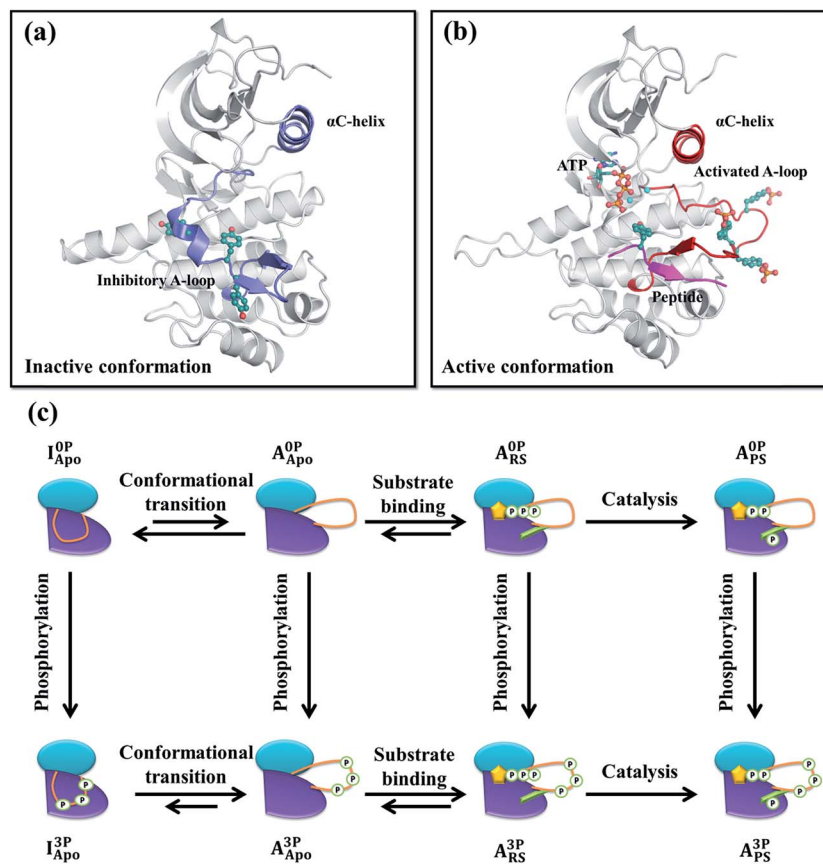 (a)
αC-helix
Inhibitory A-loop
Inactive conformation
(b)
αC-helix
ATP
Activated A-loop
Peptide
Active conformation
(c)
I 0P Apo
A 0P Apo
A 0P RS
A 0P PS
Conformational
transition
Substrate
binding
Catalysis
P P P
P P
P
Phosphorylation
Phosphorylation
Phosphorylation
Phosphorylation
Conformational
transition
Substrate
binding
Catalysis
P P P
P P P
P P P P P P
P P P P P P
I 3P Apo
A 3P Apo
A 3P RS
A 3P PS